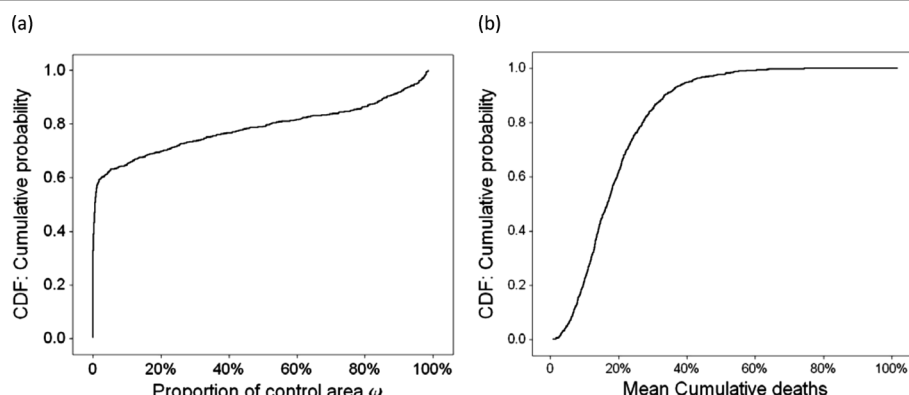 (a)
(b)
CDF: Cumulative probability
1.0
0.8
0.6
0.4
0.2
0.0
0 20% 40% 60% 80% 100%
Proportion of control area ω
CDF: Cumulative probability
1.0
0.8
0.6
0.4
0.2
0.0
0 20% 40% 60% 80% 100%
Mean Cumulative deaths